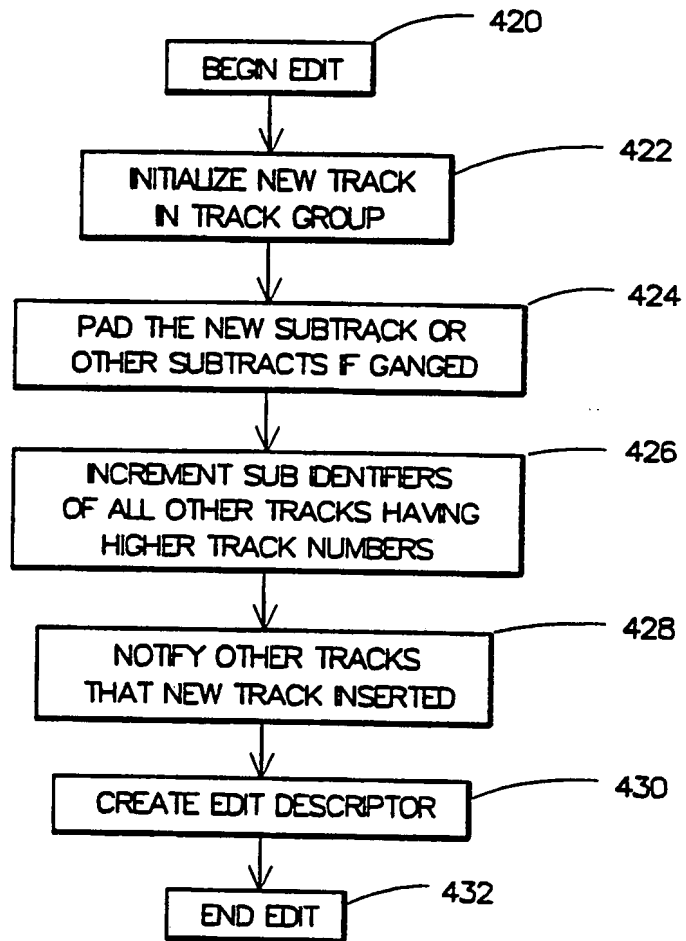 420
BEGIN EDIT
422
INITIALIZE NEW TRACK
IN TRACK GROUP
424
PAD THE NEW SUBTRACK OR
OTHER SUBTRACTS IF GANGED
426
INCREMENT SUB IDENTIFIERS
OF ALL OTHER TRACKS HAVING
HIGHER TRACK NUMBERS
428
NOTIFY OTHER TRACKS
THAT NEW TRACK INSERTED
430
CREATE EDIT DESCRIPTOR
432
END EDIT